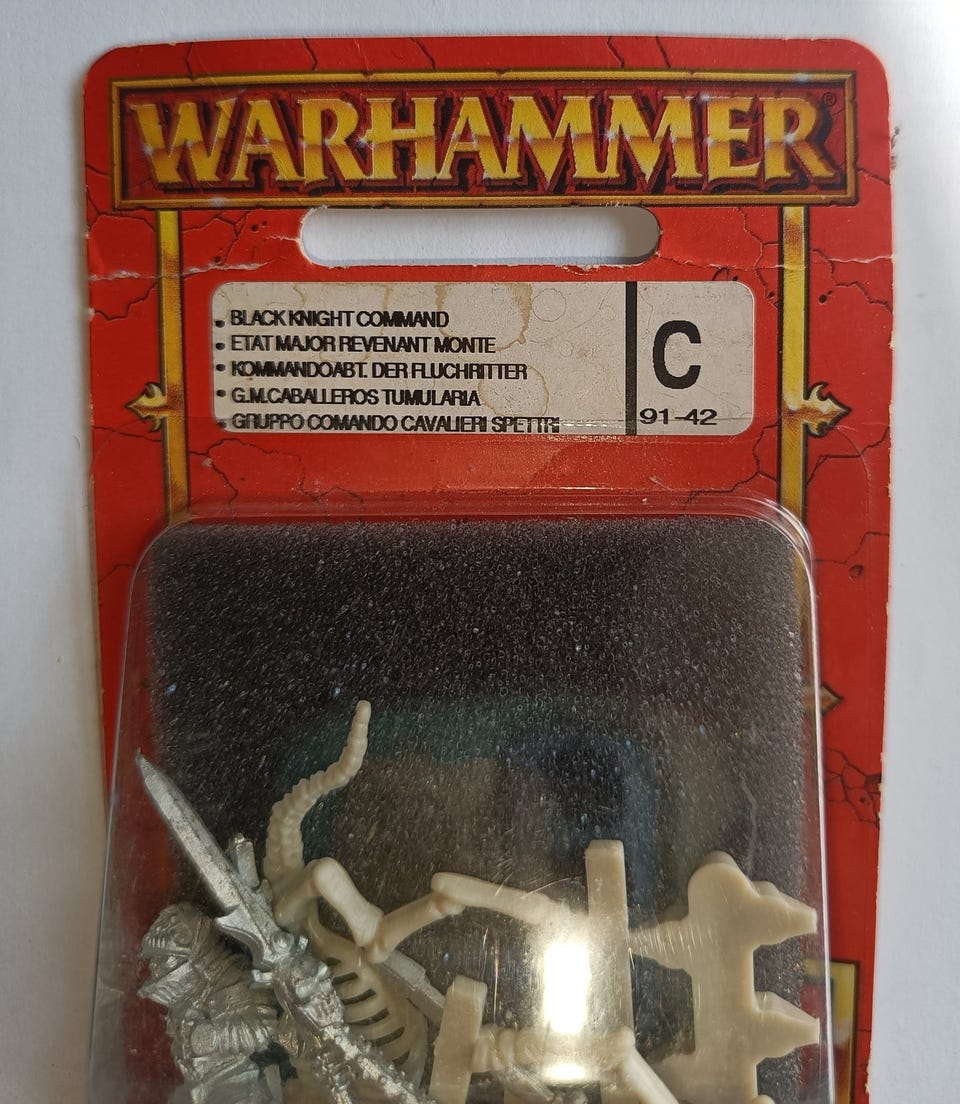 WARHAMMER®
. BLACK KNIGHT COMMAND
• ETAT MAJOR REVENANT MONTE
• KOMMANDOABT. DER FLUCHRITTER
• G.M.CABALLEROS TUMULARIA
• GRUPPO COMANDO CAVALIERI SPETTRI
C
91-42